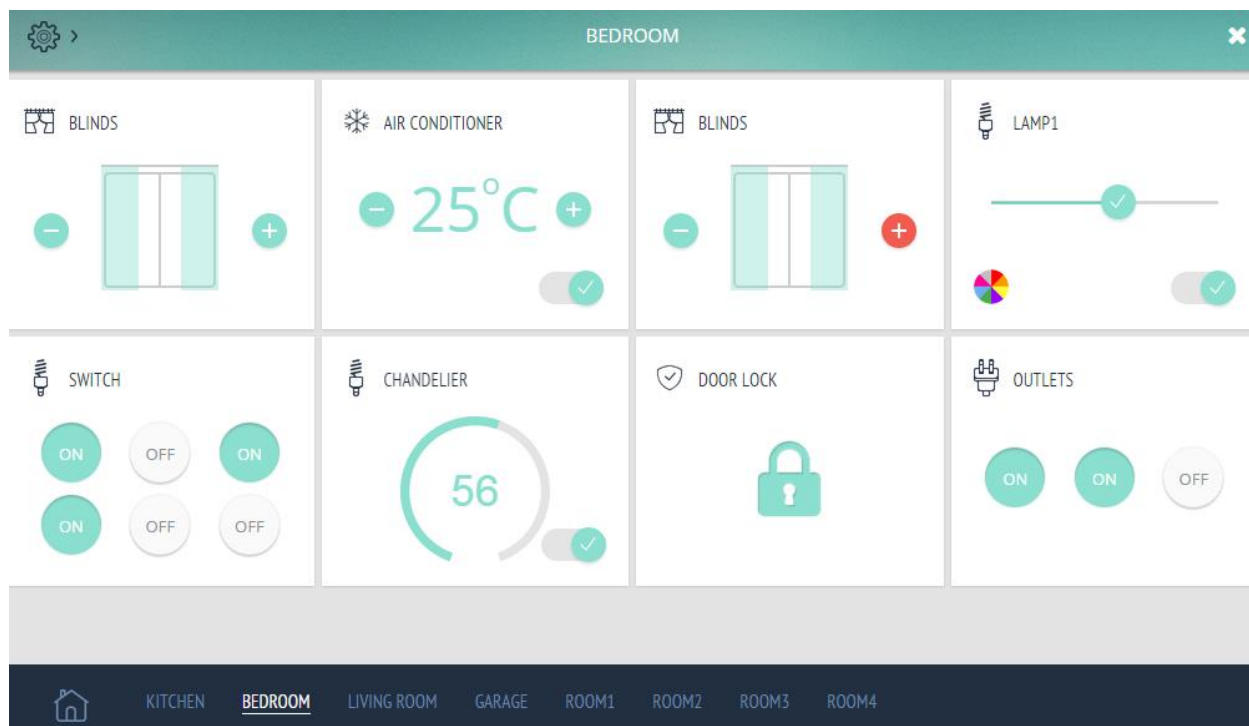 BEDROOM
BLINDS
AIR CONDITIONER
BLINDS
LAMP1
25°C
SWITCH
CHANDELIER
DOOR LOCK
OUTLETS
ON OFF ON
ON OFF OFF
56
ON ON OFF
KITCHEN BEDROOM LIVING ROOM GARAGE ROOM1 ROOM2 ROOM3 ROOM4